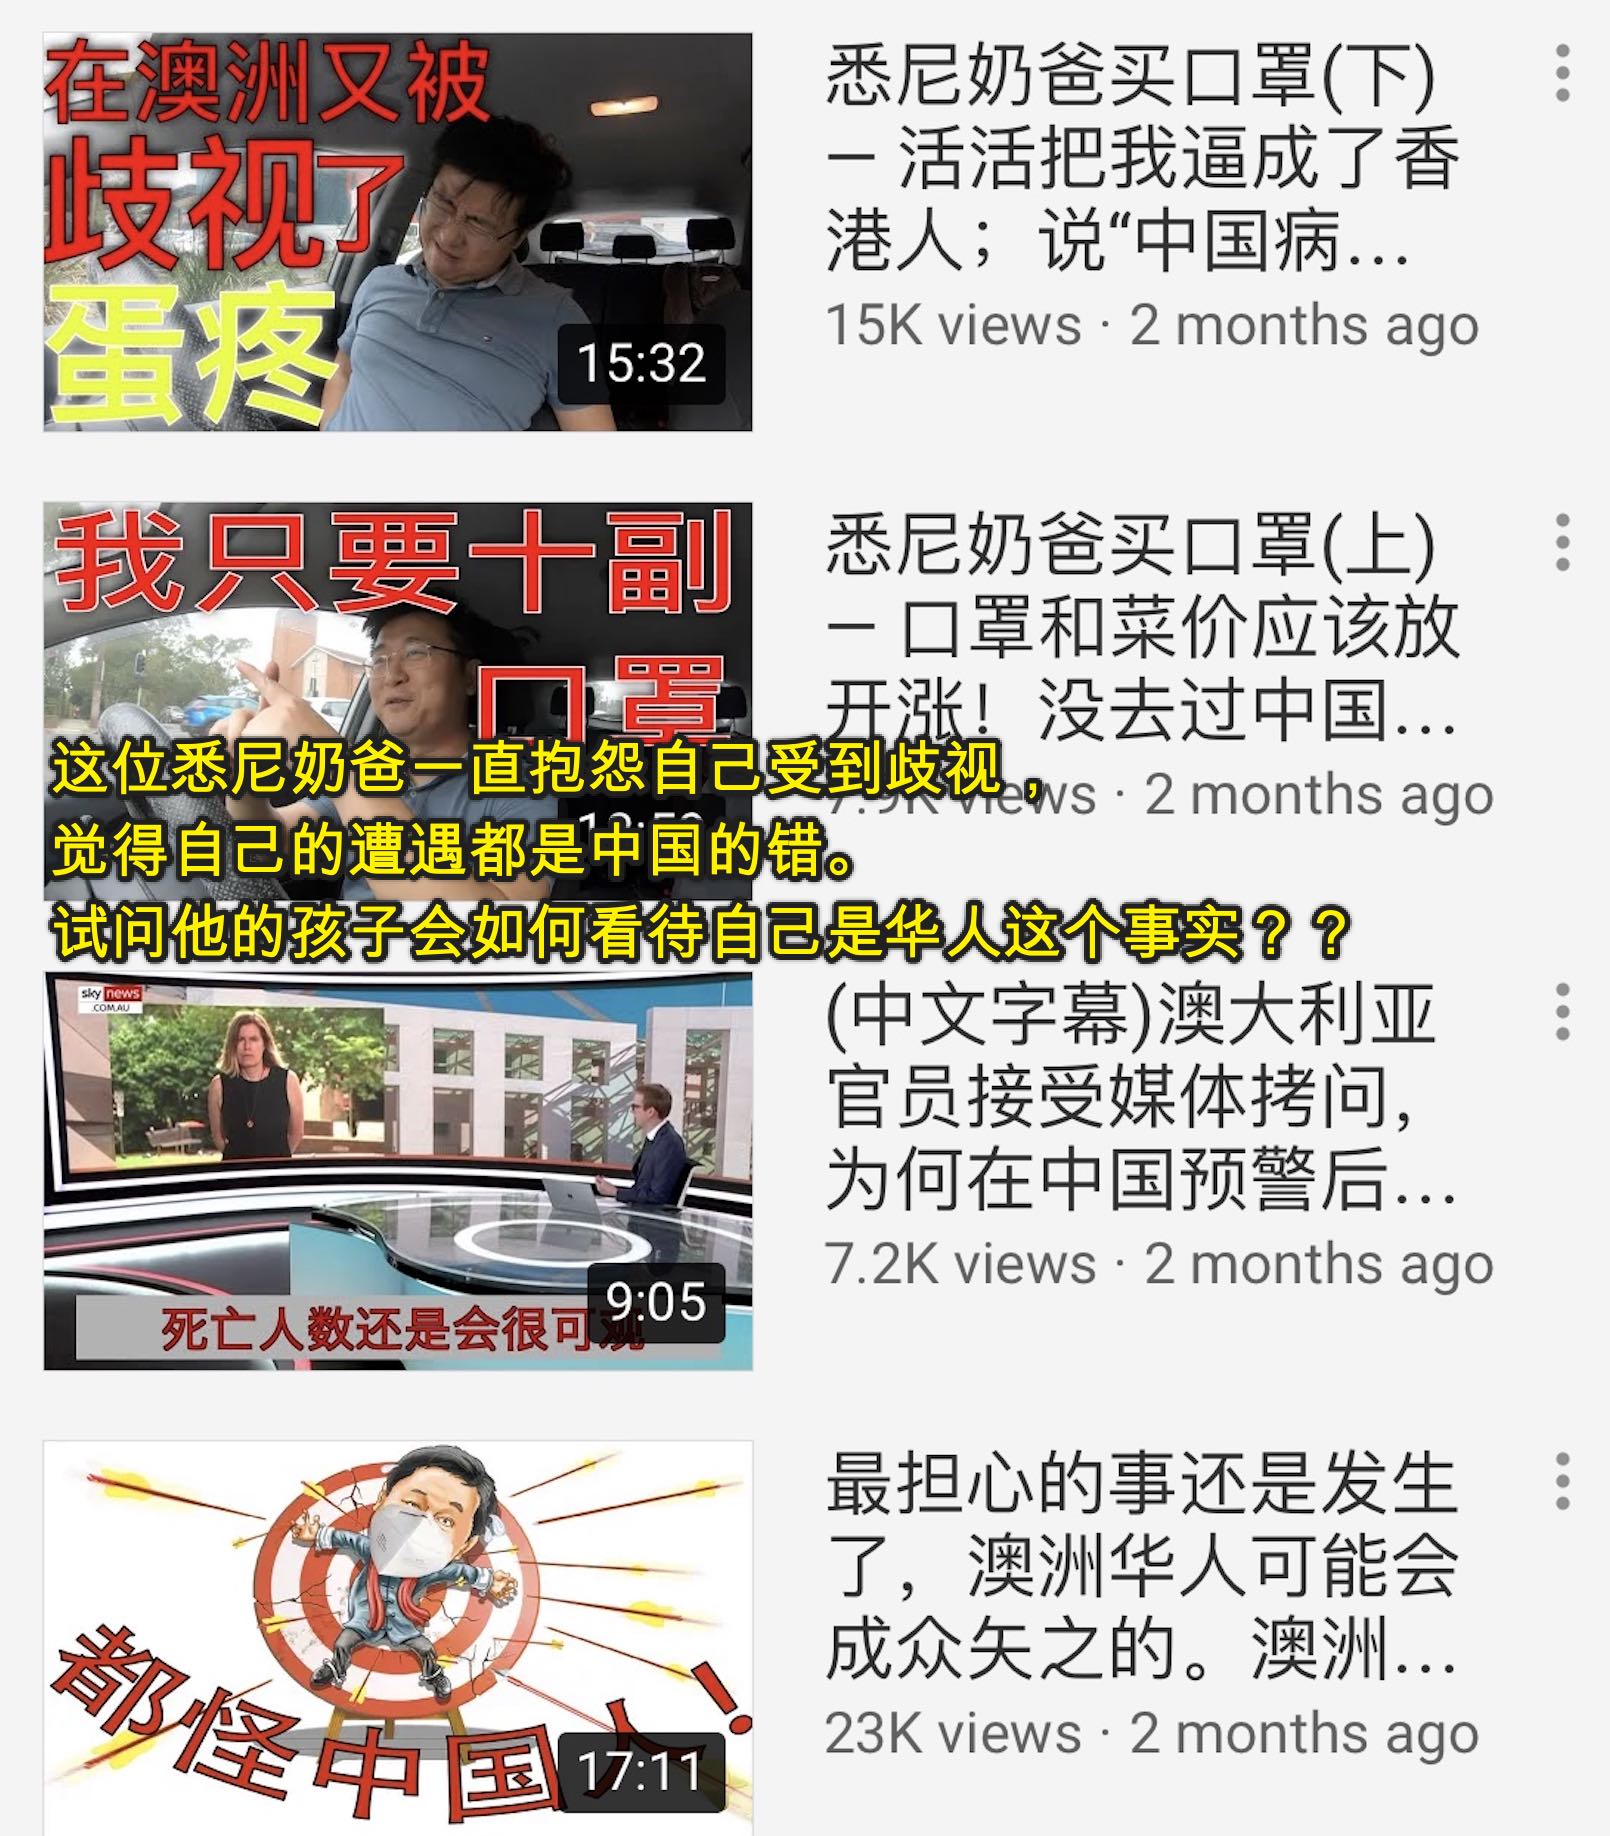 在澳洲又被
歧视了
蛋疼
15:32
悉尼奶爸买口罩(下)
– 活活把我逼成了香
港人；说“中国病...
15K views · 2 months ago
我只要十副
口罩
悉尼奶爸买口罩(上)
– 口罩和菜价应该放
开涨！没去过中国...
7.9K views · 2 months ago
这位悉尼奶爸一直抱怨自己受到歧视，
觉得自己的遭遇都是中国的错。
试问他的孩子会如何看待自己是华人这个事实？？
sky news
.COM.AU
死亡人数还是会很可观
9:05
(中文字幕)澳大利亚
官员接受媒体拷问，
为何在中国预警后...
7.2K views · 2 months ago
都怪中国人！
17:11
最担心的事还是发生
了，澳洲华人可能会
成众矢之的。澳洲...
23K views · 2 months ago